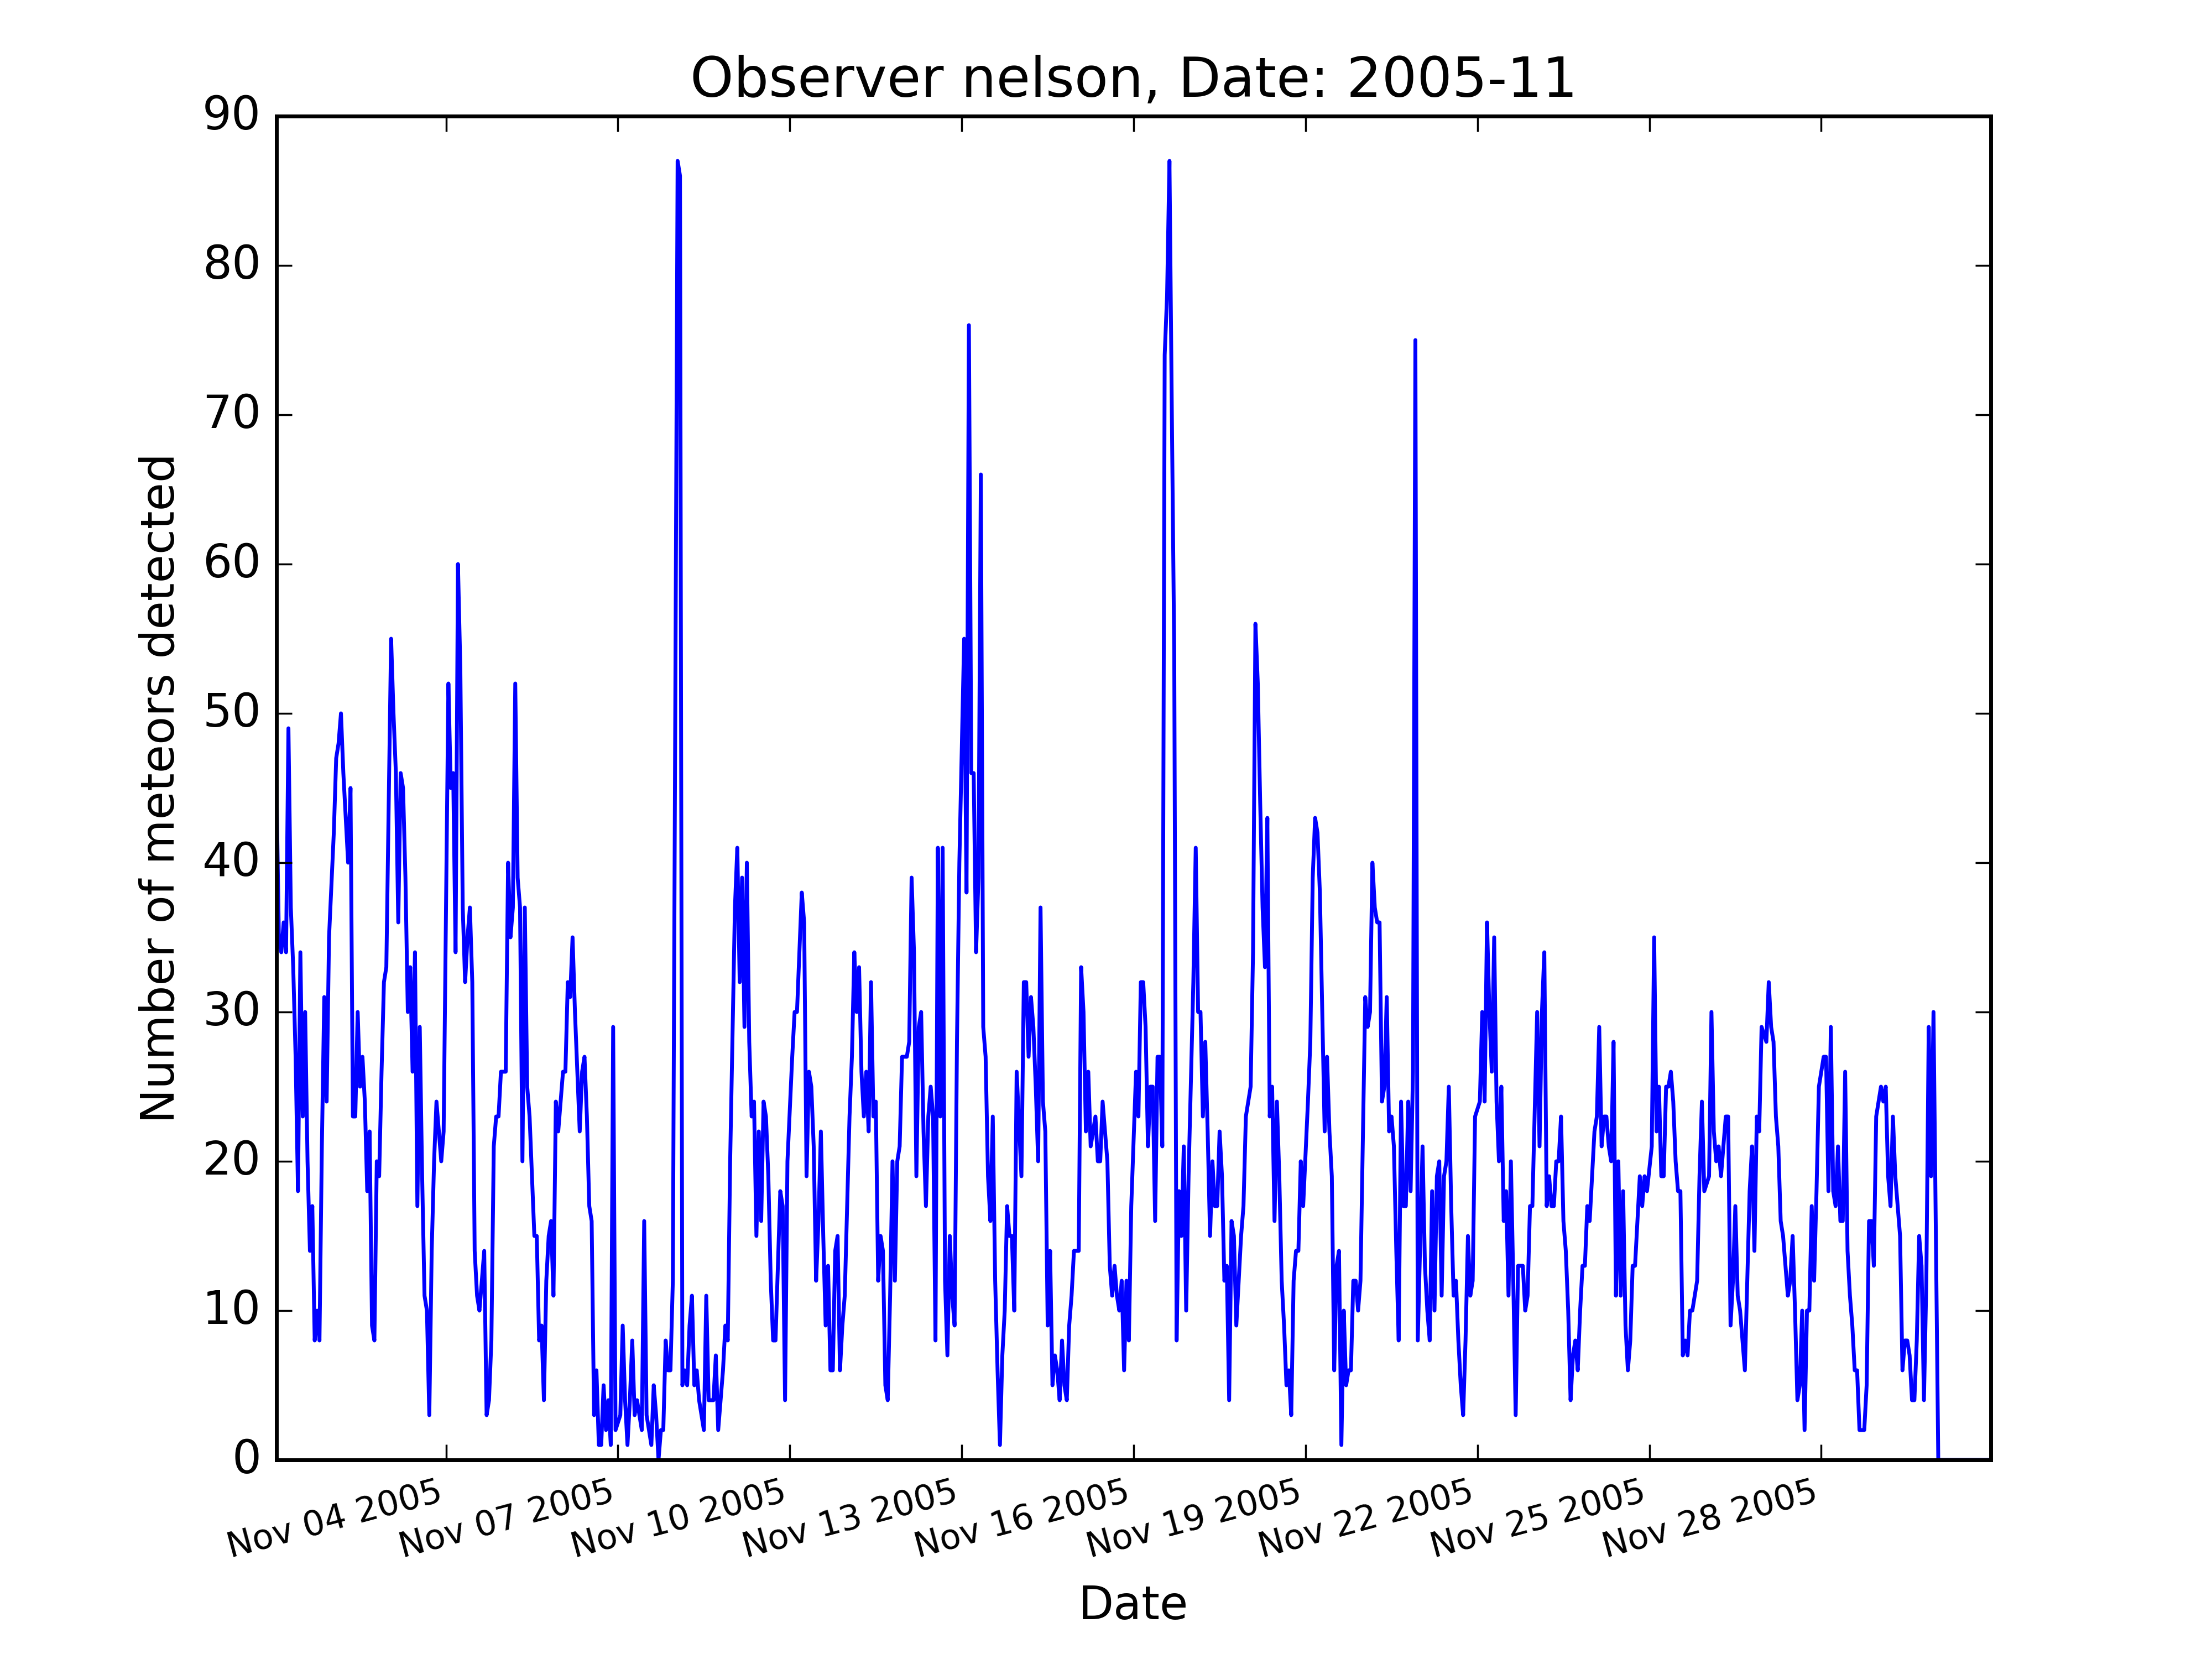 Observer nelson, Date: 2005-11
90
80
70
60
50
40
30
20
10
0
Number of meteors detected
Nov 04 2005
Nov 07 2005
Nov 10 2005
Nov 13 2005
Nov 16 2005
Nov 19 2005
Nov 22 2005
Nov 25 2005
Nov 28 2005
Date